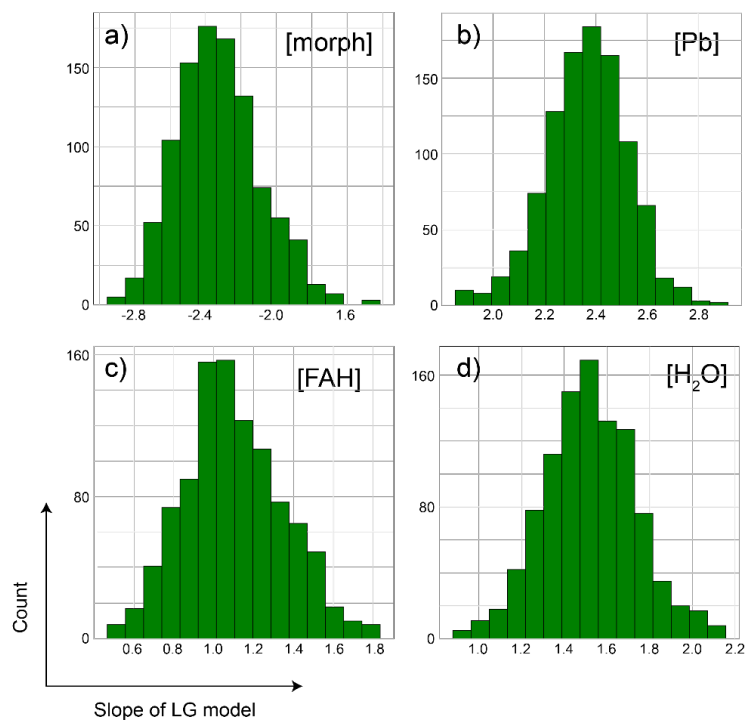 a) [morph]
150
100
50
0
-2.8 -2.4 -2.0 1.6
b) [Pb]
150
100
50
0
2.0 2.2 2.4 2.6 2.8
c) [FAH]
160
80
0
0.6 0.8 1.0 1.2 1.4 1.6 1.8
d) [H₂O]
160
80
0
1.0 1.2 1.4 1.6 1.8 2.0 2.2
Count
Slope of LG model